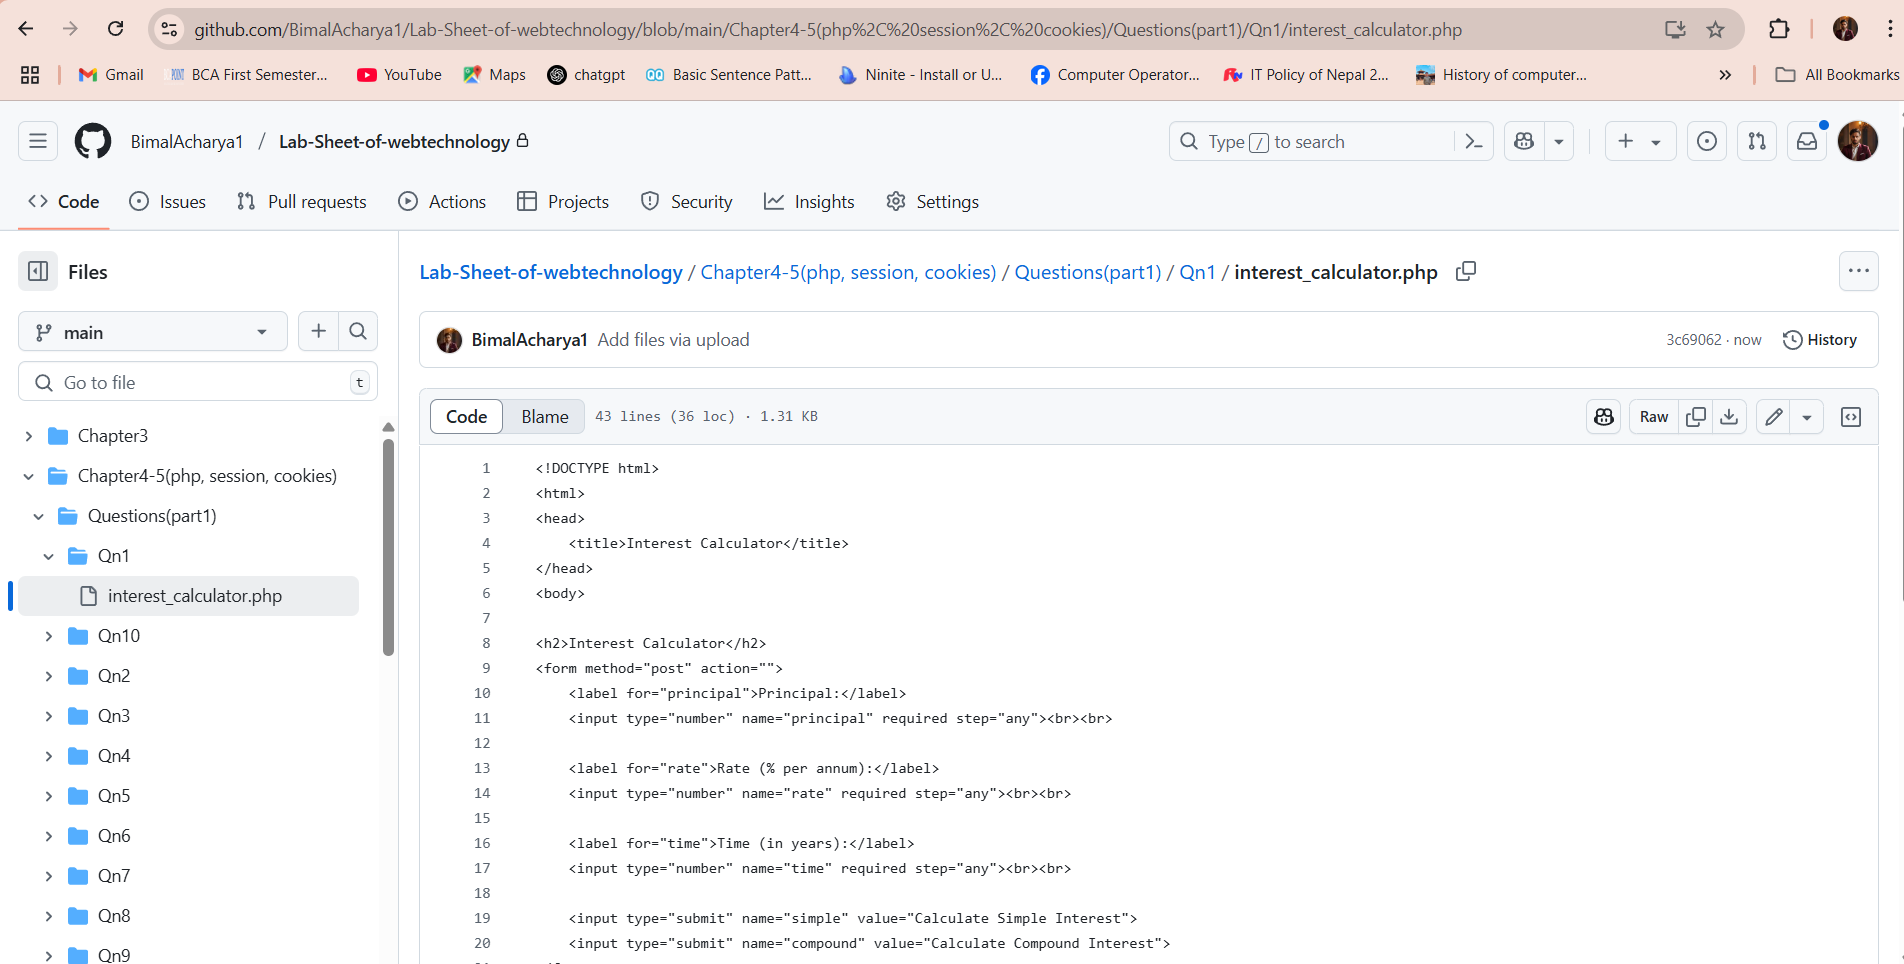 github.com/BimalAcharya1/Lab-Sheet-of-webtechnology/blob/main/Chapter4-5(php%2C%20session%2C%20cookies)/Questions(part1)/Qn1/interest_calculator.php
Gmail BCA First Semester... YouTube Maps chatgpt Basic Sentence Patt... Ninite - Install or U... Computer Operator... IT Policy of Nepal 2... History of computer... » All Bookmarks
BimalAcharya1 / Lab-Sheet-of-webtechnology Type / to search
Code Issues Pull requests Actions Projects Security Insights Settings
Files
main
Go to file t
Chapter3
Chapter4-5(php, session, cookies)
Questions(part1)
Qn1
interest_calculator.php
Qn10
Qn2
Qn3
Qn4
Qn5
Qn6
Qn7
Qn8
Qn9
Lab-Sheet-of-webtechnology / Chapter4-5(php, session, cookies) / Questions(part1) / Qn1 / interest_calculator.php
BimalAcharya1 Add files via upload 3c69062 · now History
Code Blame 43 lines (36 loc) · 1.31 KB Raw
1 <!DOCTYPE html>
2 <html>
3 <head>
4 <title>Interest Calculator</title>
5 </head>
6 <body>
7
8 <h2>Interest Calculator</h2>
9 <form method="post" action="">
10 <label for="principal">Principal:</label>
11 <input type="number" name="principal" required step="any"><br><br>
12
13 <label for="rate">Rate (% per annum):</label>
14 <input type="number" name="rate" required step="any"><br><br>
15
16 <label for="time">Time (in years):</label>
17 <input type="number" name="time" required step="any"><br><br>
18
19 <input type="submit" name="simple" value="Calculate Simple Interest">
20 <input type="submit" name="compound" value="Calculate Compound Interest">